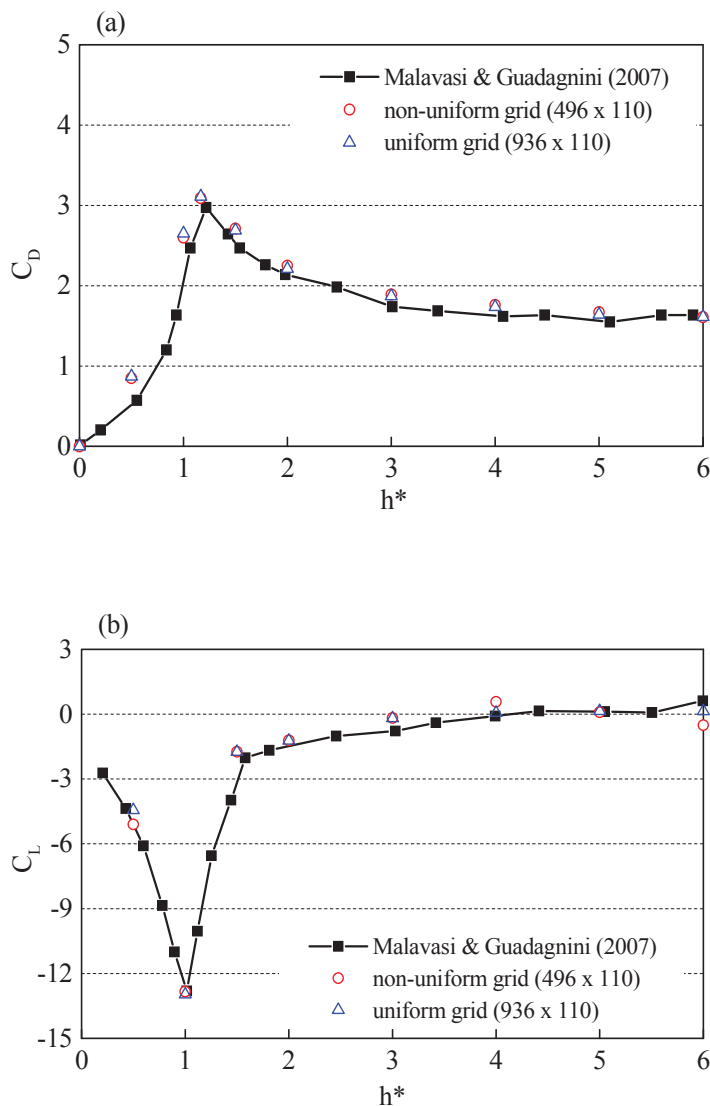 (a)
5
4
3
2
1
0
C_D
Malavasi & Guadagnini (2007)
non-uniform grid (496 x 110)
uniform grid (936 x 110)
0 1 2 3 4 5 6
h*
(b)
3
0
-3
-6
-9
-12
-15
C_L
Malavasi & Guadagnini (2007)
non-uniform grid (496 x 110)
uniform grid (936 x 110)
0 1 2 3 4 5 6
h*